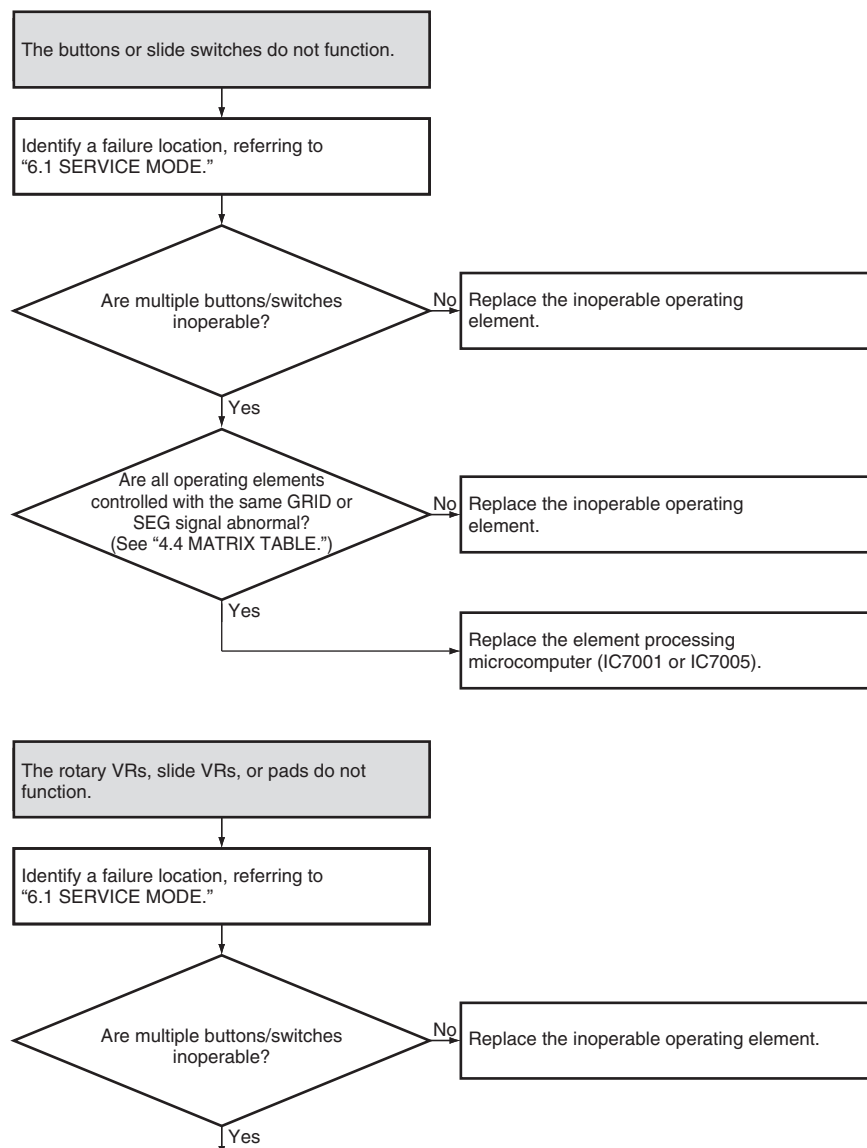 The buttons or slide switches do not function.
Identify a failure location, referring to
“6.1 SERVICE MODE.”
Are multiple buttons/switches
inoperable?
No
Replace the inoperable operating
element.
Yes
Are all operating elements
controlled with the same GRID or
SEG signal abnormal?
(See “4.4 MATRIX TABLE.”)
No
Replace the inoperable operating
element.
Yes
Replace the element processing
microcomputer (IC7001 or IC7005).
The rotary VRs, slide VRs, or pads do not
function.
Identify a failure location, referring to
“6.1 SERVICE MODE.”
Are multiple buttons/switches
inoperable?
No
Replace the inoperable operating element.
Yes